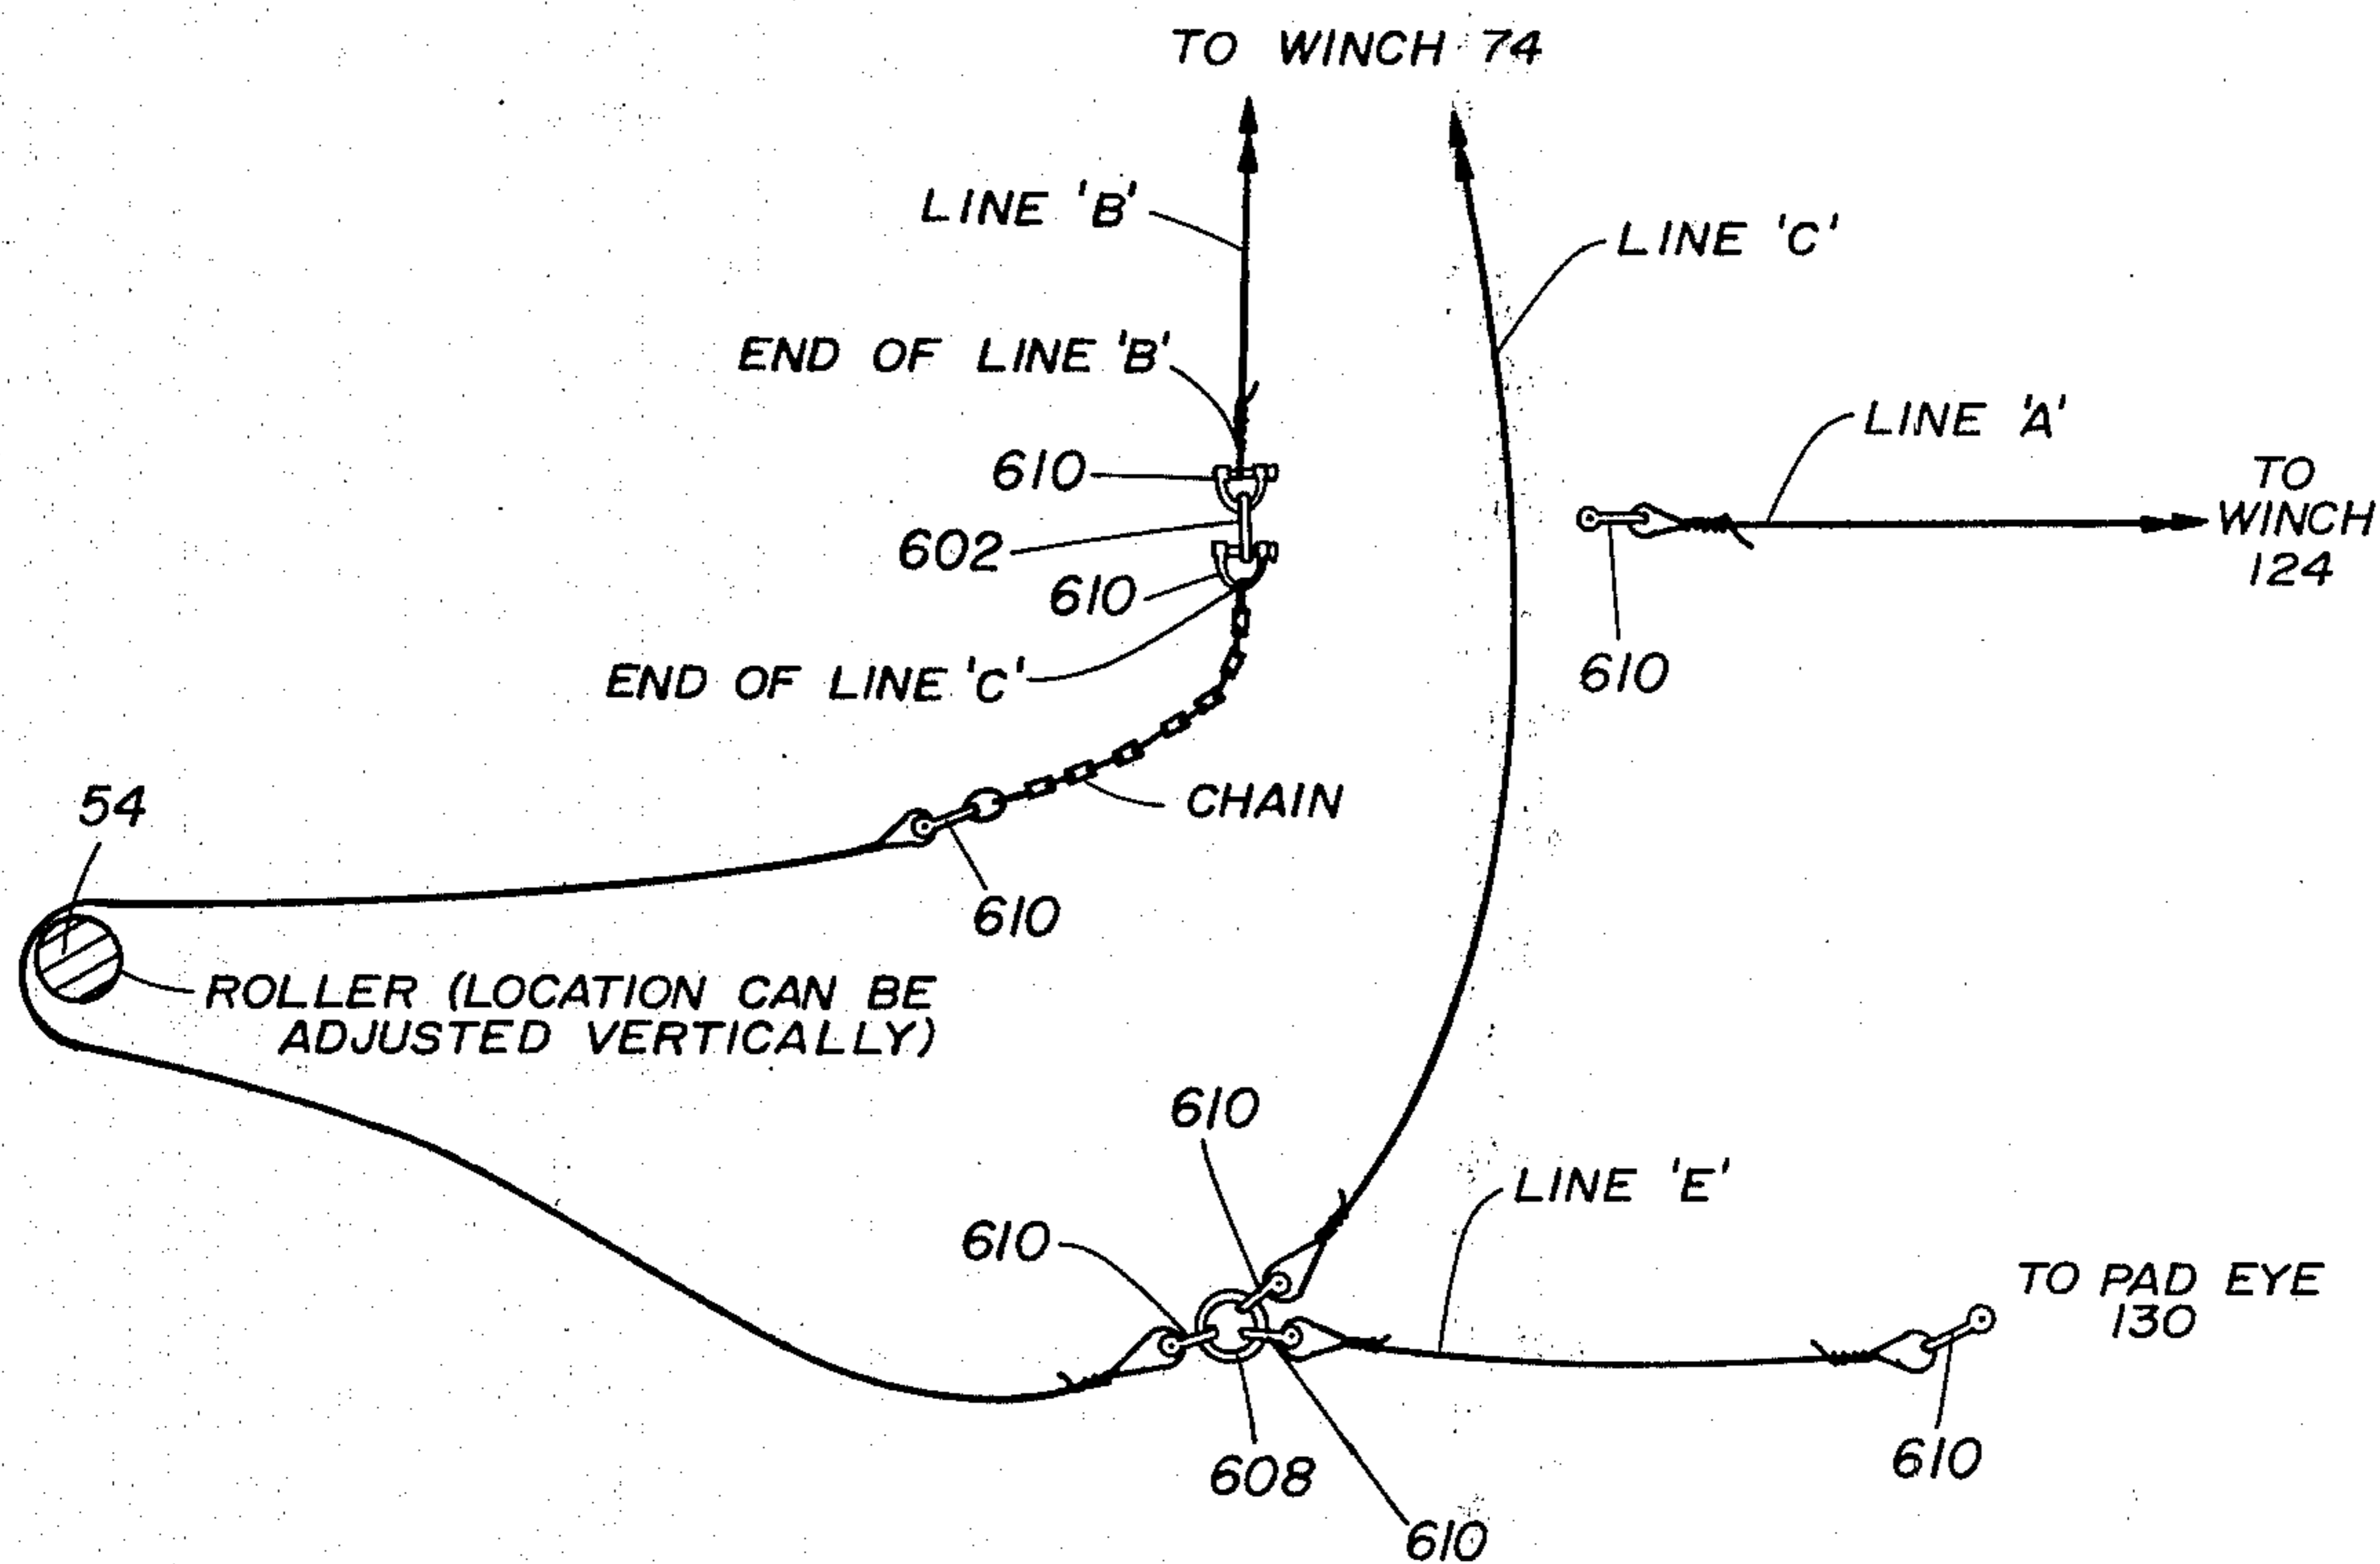 TO WINCH 74
LINE 'B'
LINE 'C'
END OF LINE 'B'
LINE 'A'
610
TO
WINCH
124
602
610
610
END OF LINE 'C'
54
CHAIN
610
ROLLER (LOCATION CAN BE
ADJUSTED VERTICALLY)
610
LINE 'E'
610
TO PAD EYE
130
608
610
610